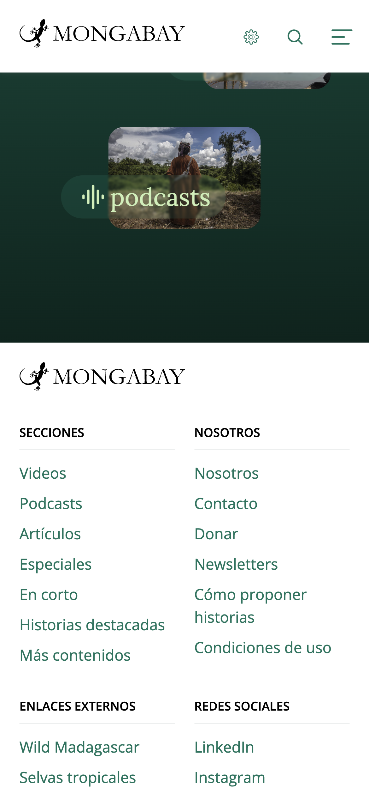 MONGABAY
podcasts
MONGABAY
SECCIONES
Videos
Podcasts
Artículos
Especiales
En corto
Historias destacadas
Más contenidos
NOSOTROS
Nosotros
Contacto
Donar
Newsletters
Cómo proponer
historias
Condiciones de uso
ENLACES EXTERNOS
Wild Madagascar
Selvas tropicales
REDES SOCIALES
LinkedIn
Instagram